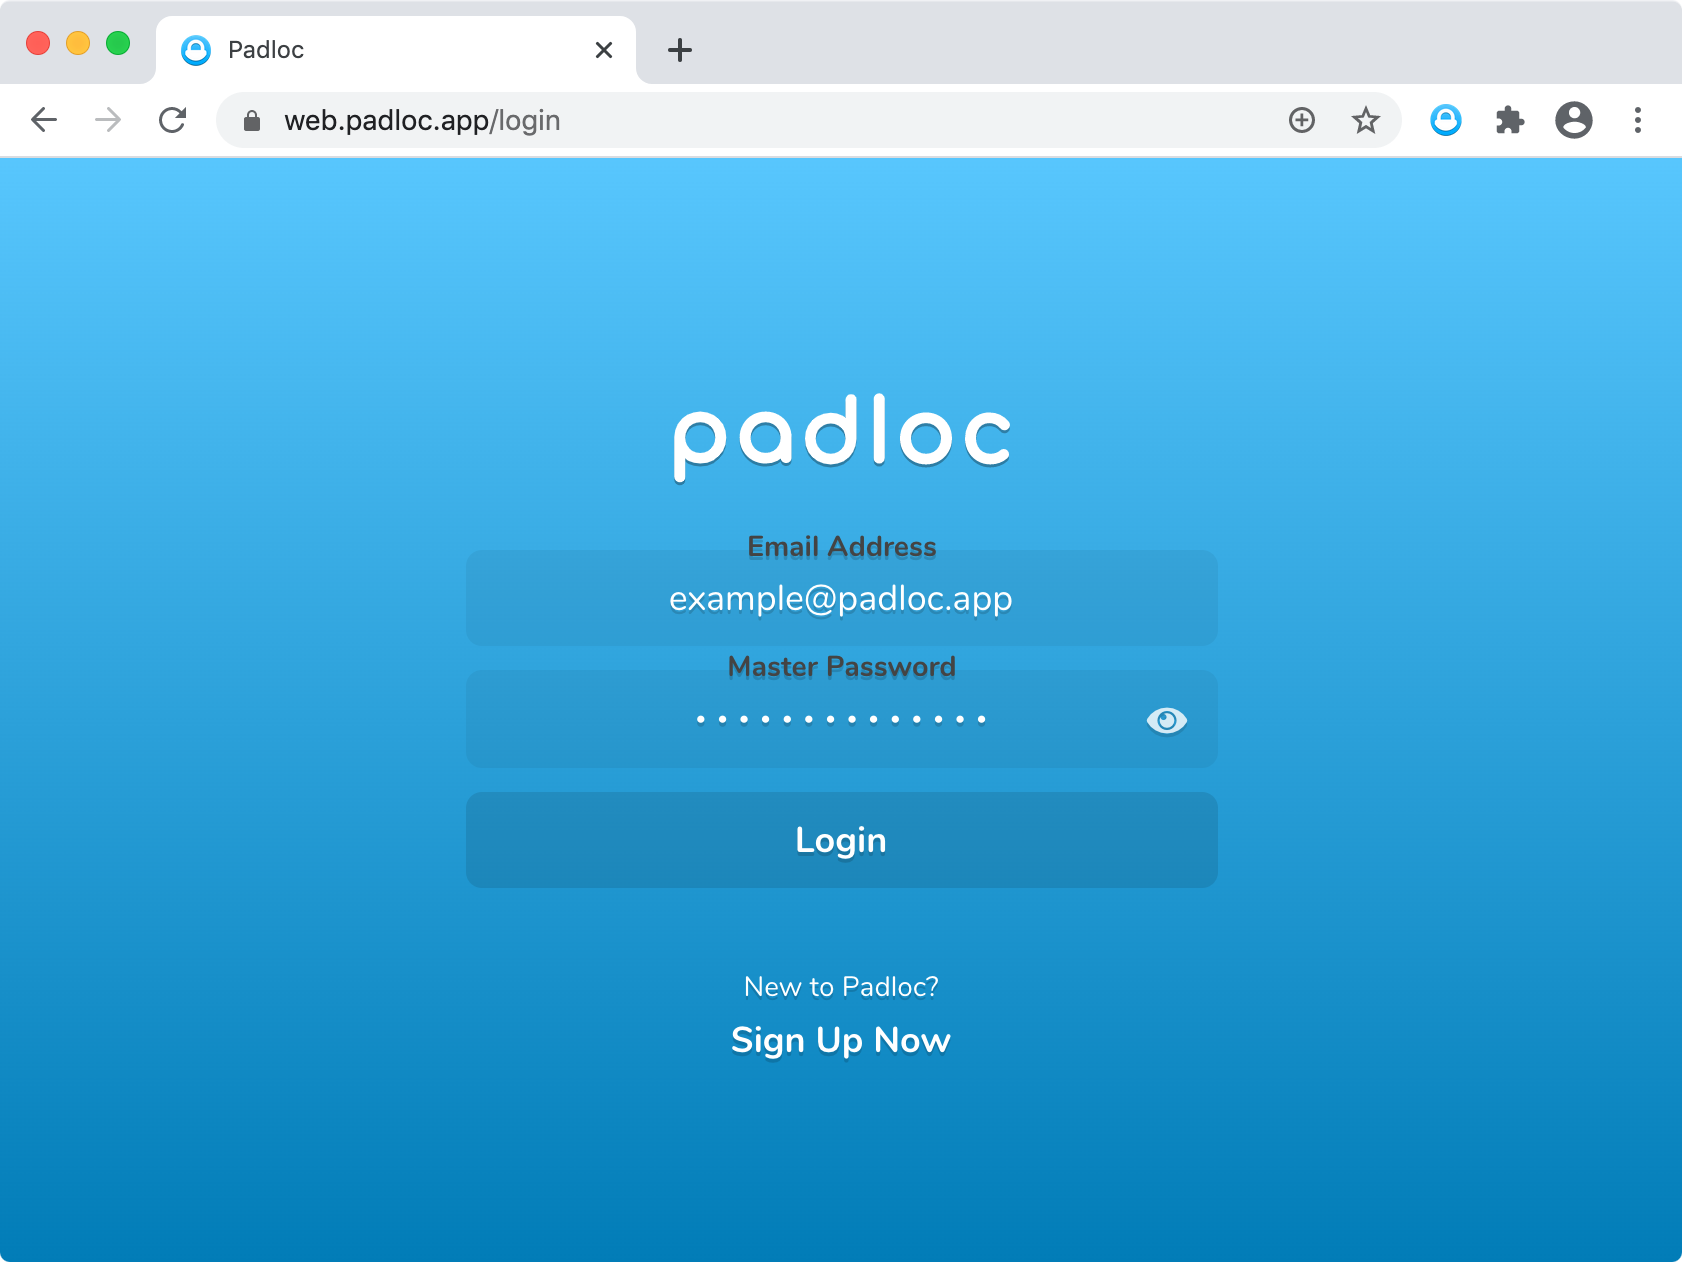 Padloc
web.padloc.app/login
padloc
Email Address
example@padloc.app
Master Password
Login
New to Padloc?
Sign Up Now